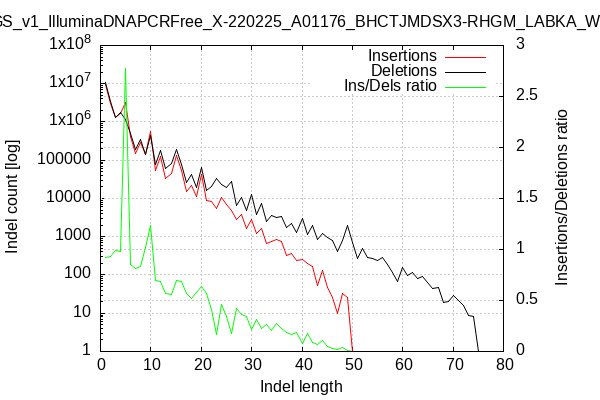 GS_v1_IlluminaDNAPCRFree_X-220225_A01176_BHCTJMDSX3-RHGM_LABKA_W
Insertions
Deletions
Ins/Dels ratio
Indel count [log]
1x10^8
1x10^7
1x10^6
100000
10000
1000
100
10
1
3
2.5
2
1.5
1
0.5
0
Insertions/Deletions ratio
0 10 20 30 40 50 60 70 80
Indel length